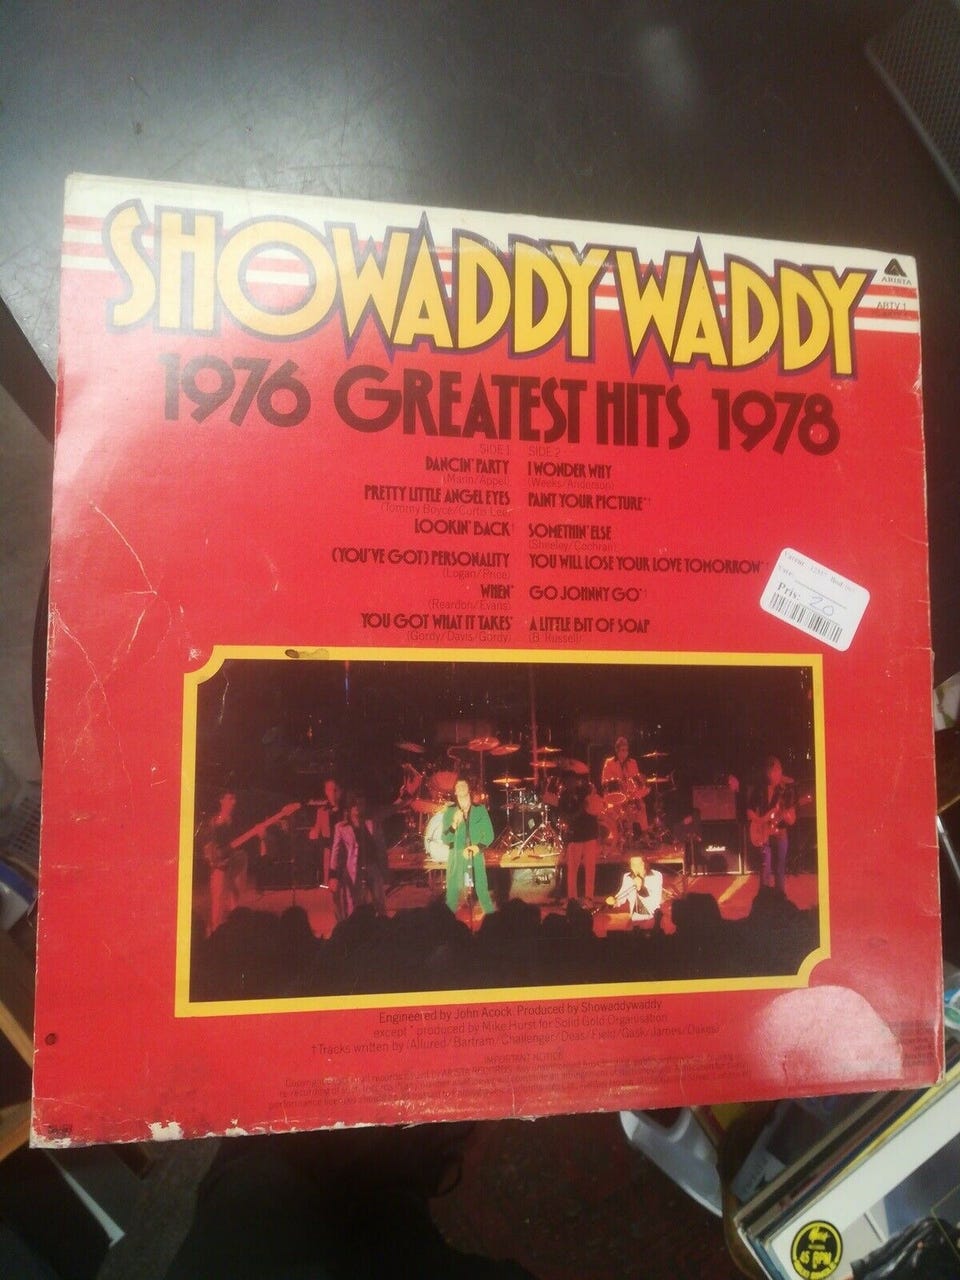 SHOWADDYWADDY
ARISTA
ARTV 1
1976 GREATEST HITS 1978
SIDE 1
DANCIN' PARTY
(Mann/Appel)
PRETTY LITTLE ANGEL EYES
(Tommy Boyce/Curtis Lee)
LOOKIN' BACK†
(YOU'VE GOT) PERSONALITY
(Logan/Price)
WHEN*
(Reardon/Evans)
YOU GOT WHAT IT TAKES*
(Gordy/Davis/Gordy)
SIDE 2
I WONDER WHY
(Weeks/Anderson)
PAINT YOUR PICTURE*†
SOMETHIN' ELSE
(Sheeley/Cochran)
YOU WILL LOSE YOUR LOVE TOMORROW*†
GO JOHNNY GO*†
A LITTLE BIT OF SOAP
(B. Russell)
Pris: 20
Marshall
Engineered by John Acock. Produced by Showaddywaddy
except * produced by Mike Hurst for Solid Gold Organisation
†Tracks written by (Allured/Bartram/Challenger/Deas/Field/Gask/James/Oakes)
IMPORTANT NOTICE
45 RPM